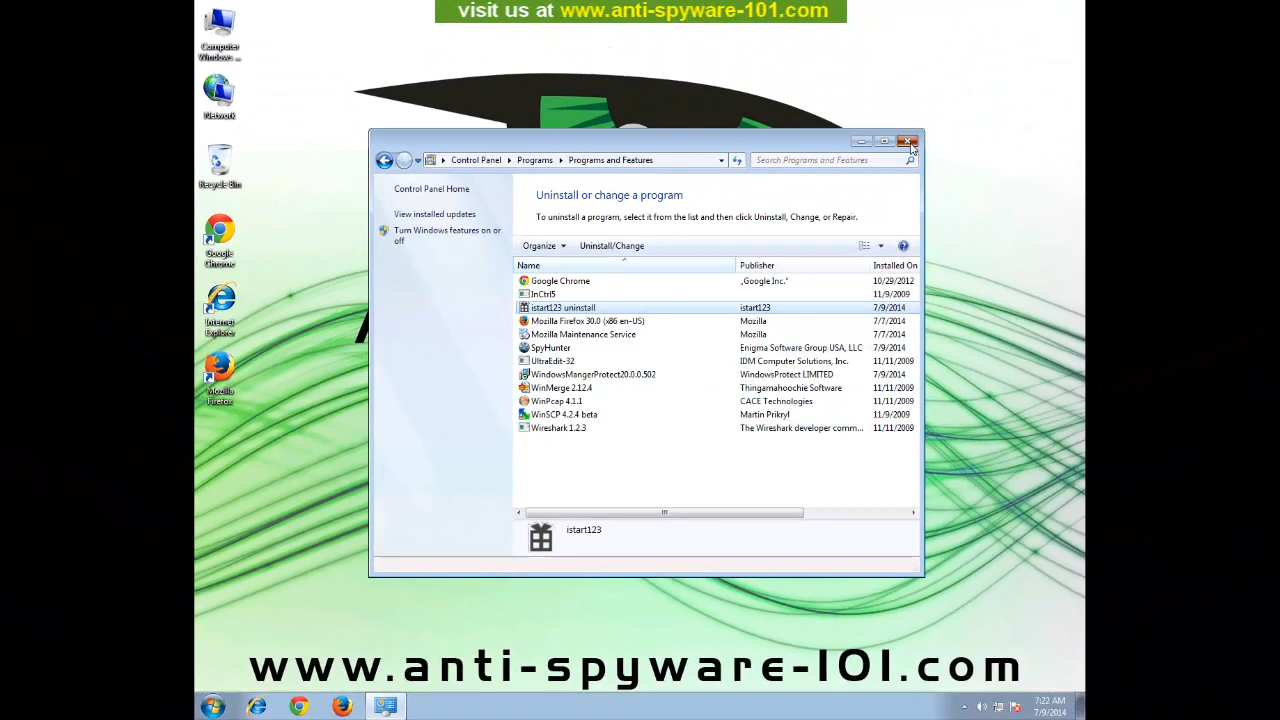 visit us at www.anti-spyware-101.com
Computer
Windows ...
Network
Recycle Bin
Google
Chrome
Internet
Explorer
Mozilla
Firefox
Control Panel Programs Programs and Features
Search Programs and Features
Control Panel Home
View installed updates
Turn Windows features on or
off
Uninstall or change a program
To uninstall a program, select it from the list and then click Uninstall, Change, or Repair.
Organize Uninstall/Change
Name Publisher Installed On
Google Chrome „Google Inc.“ 10/29/2012
InCtrl5 11/9/2009
istart123 uninstall istart123 7/9/2014
Mozilla Firefox 30.0 (x86 en-US) Mozilla 7/7/2014
Mozilla Maintenance Service Mozilla 7/7/2014
SpyHunter Enigma Software Group USA, LLC 7/9/2014
UltraEdit-32 IDM Computer Solutions, Inc. 11/11/2009
WindowsMangerProtect20.0.0.502 WindowsProtect LIMITED 7/9/2014
WinMerge 2.12.4 Thingamahoochie Software 11/11/2009
WinPcap 4.1.1 CACE Technologies 11/11/2009
WinSCP 4.2.4 beta Martin Prikryl 11/9/2009
Wireshark 1.2.3 The Wireshark developer comm... 11/11/2009
istart123
www.anti-spyware-101.com
7:22 AM
7/9/2014